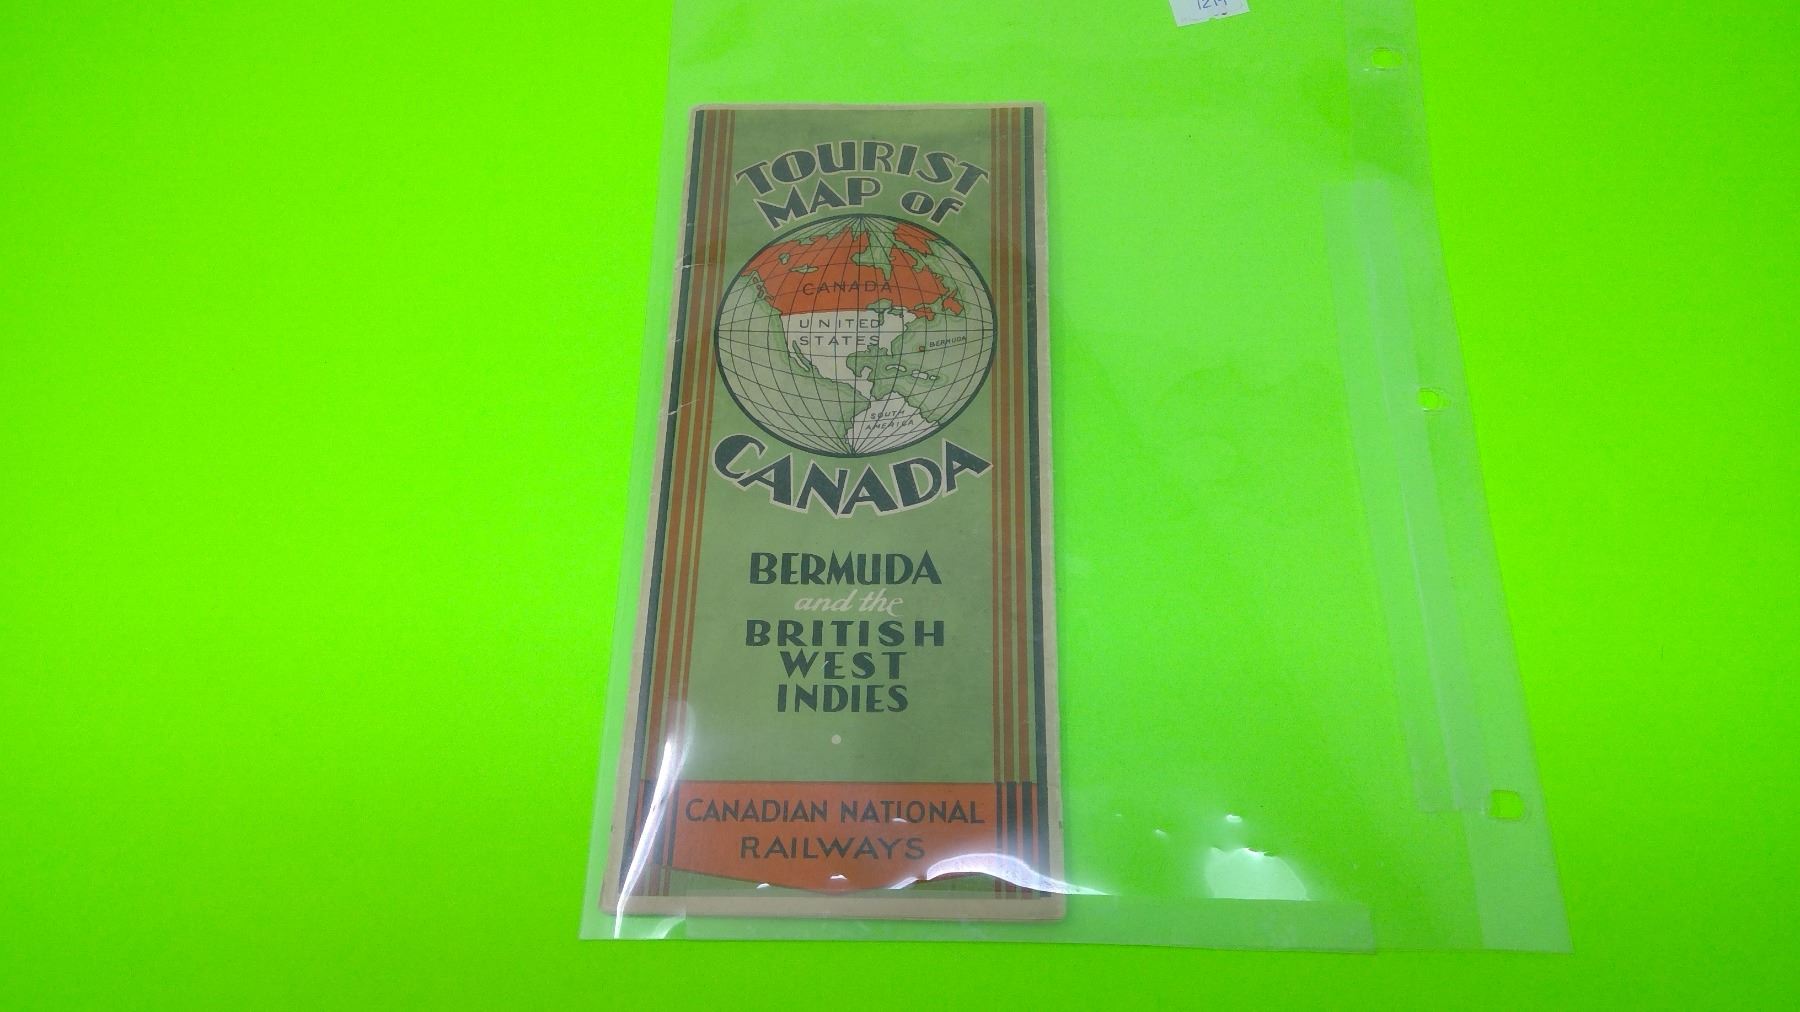 TOURIST
MAP OF
CANADA
UNITED
STATES
BERMUDA
SOUTH
AMERICA
CANADA
BERMUDA
and the
BRITISH
WEST
INDIES
CANADIAN NATIONAL
RAILWAYS